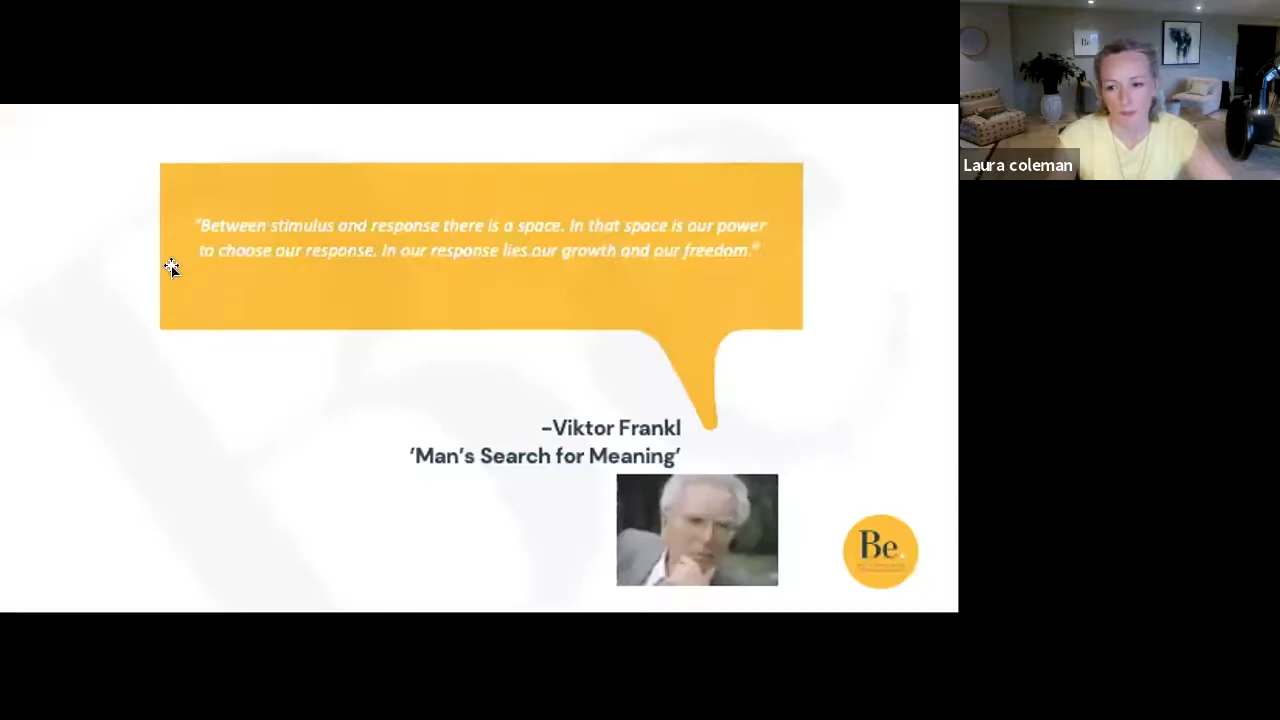 "Between stimulus and response there is a space. In that space is our power
to choose our response. In our response lies our growth and our freedom."
-Viktor Frankl
'Man's Search for Meaning'
Be.
Laura coleman
Be